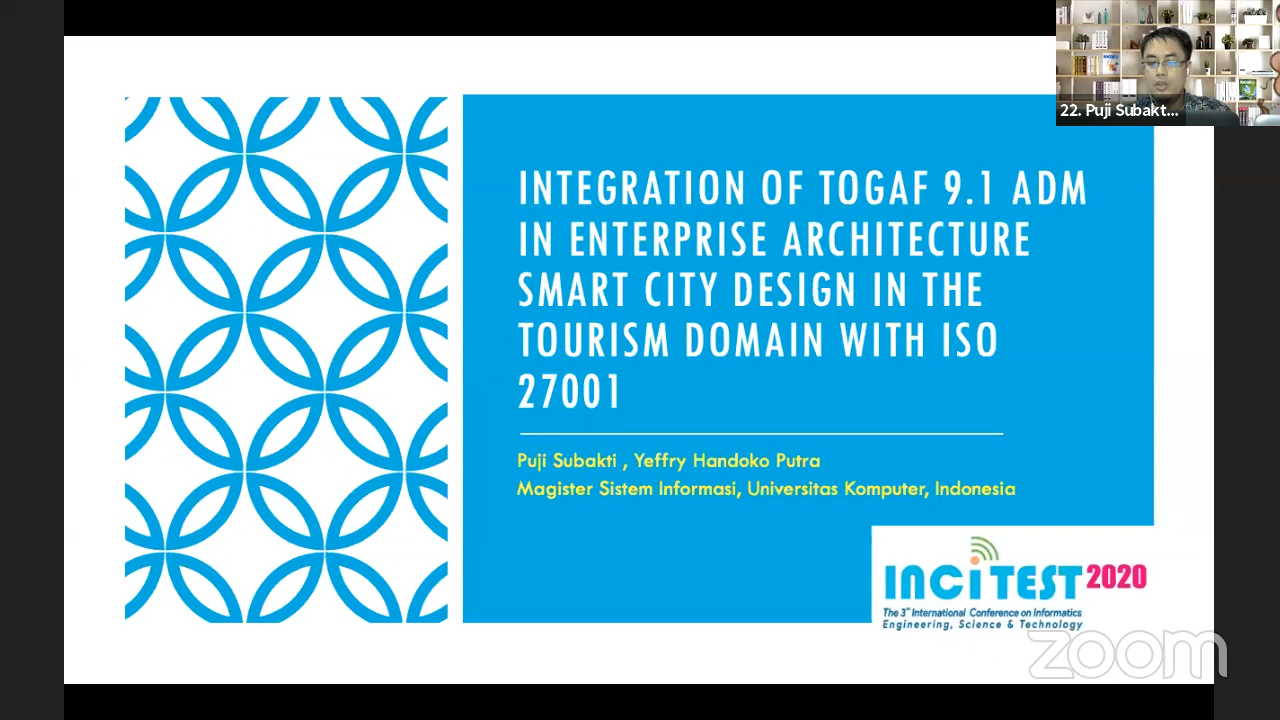 22. Puji Subakt...
INTEGRATION OF TOGAF 9.1 ADM
IN ENTERPRISE ARCHITECTURE
SMART CITY DESIGN IN THE
TOURISM DOMAIN WITH ISO
27001
Puji Subakti , Yeffry Handoko Putra
Magister Sistem Informasi, Universitas Komputer, Indonesia
INCITEST 2020
The 3rd International Conference on Informatics
Engineering, Science & Technology
zoom